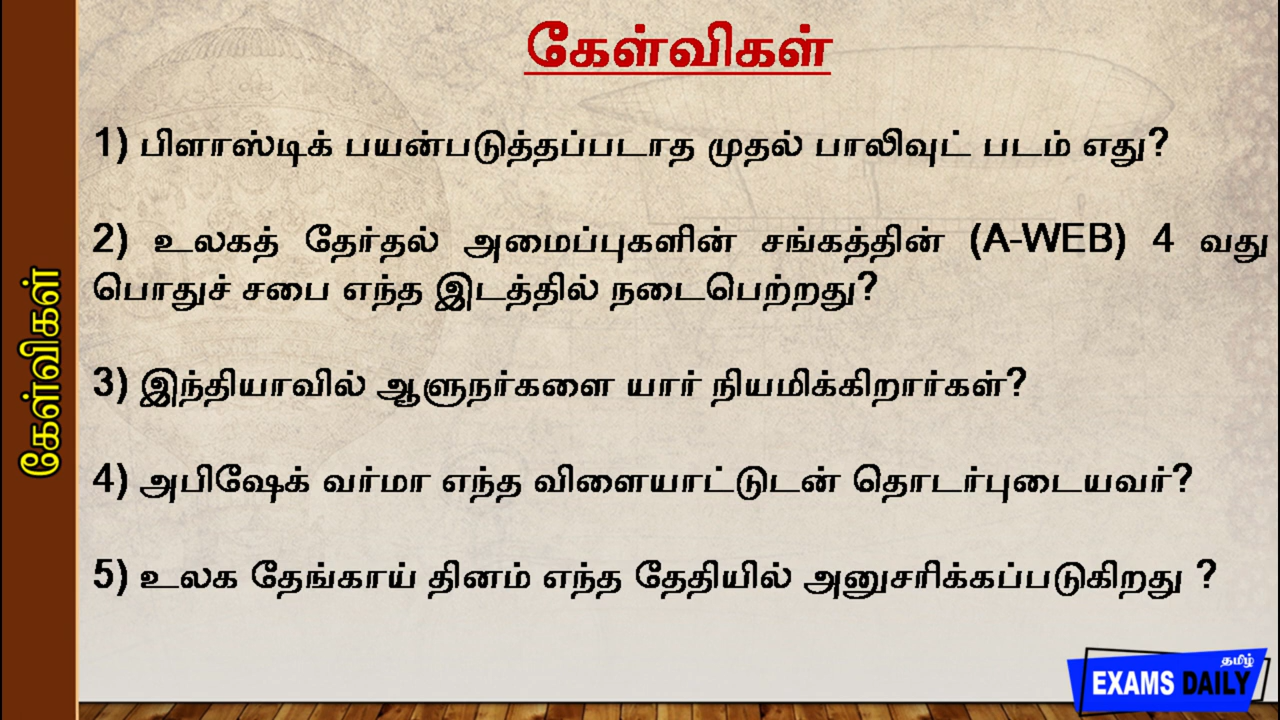 கேள்விகள்
கேள்விகள்
1) பிளாஸ்டிக் பயன்படுத்தப்படாத முதல் பாலிவுட் படம் எது?
2) உலகத் தேர்தல் அமைப்புகளின் சங்கத்தின் (A-WEB) 4 வது
பொதுச் சபை எந்த இடத்தில் நடைபெற்றது?
3) இந்தியாவில் ஆளுநர்களை யார் நியமிக்கிறார்கள்?
4) அபிஷேக் வர்மா எந்த விளையாட்டுடன் தொடர்புடையவர்?
5) உலக தேங்காய் தினம் எந்த தேதியில் அனுசரிக்கப்படுகிறது ?
தமிழ்
EXAMS DAILY